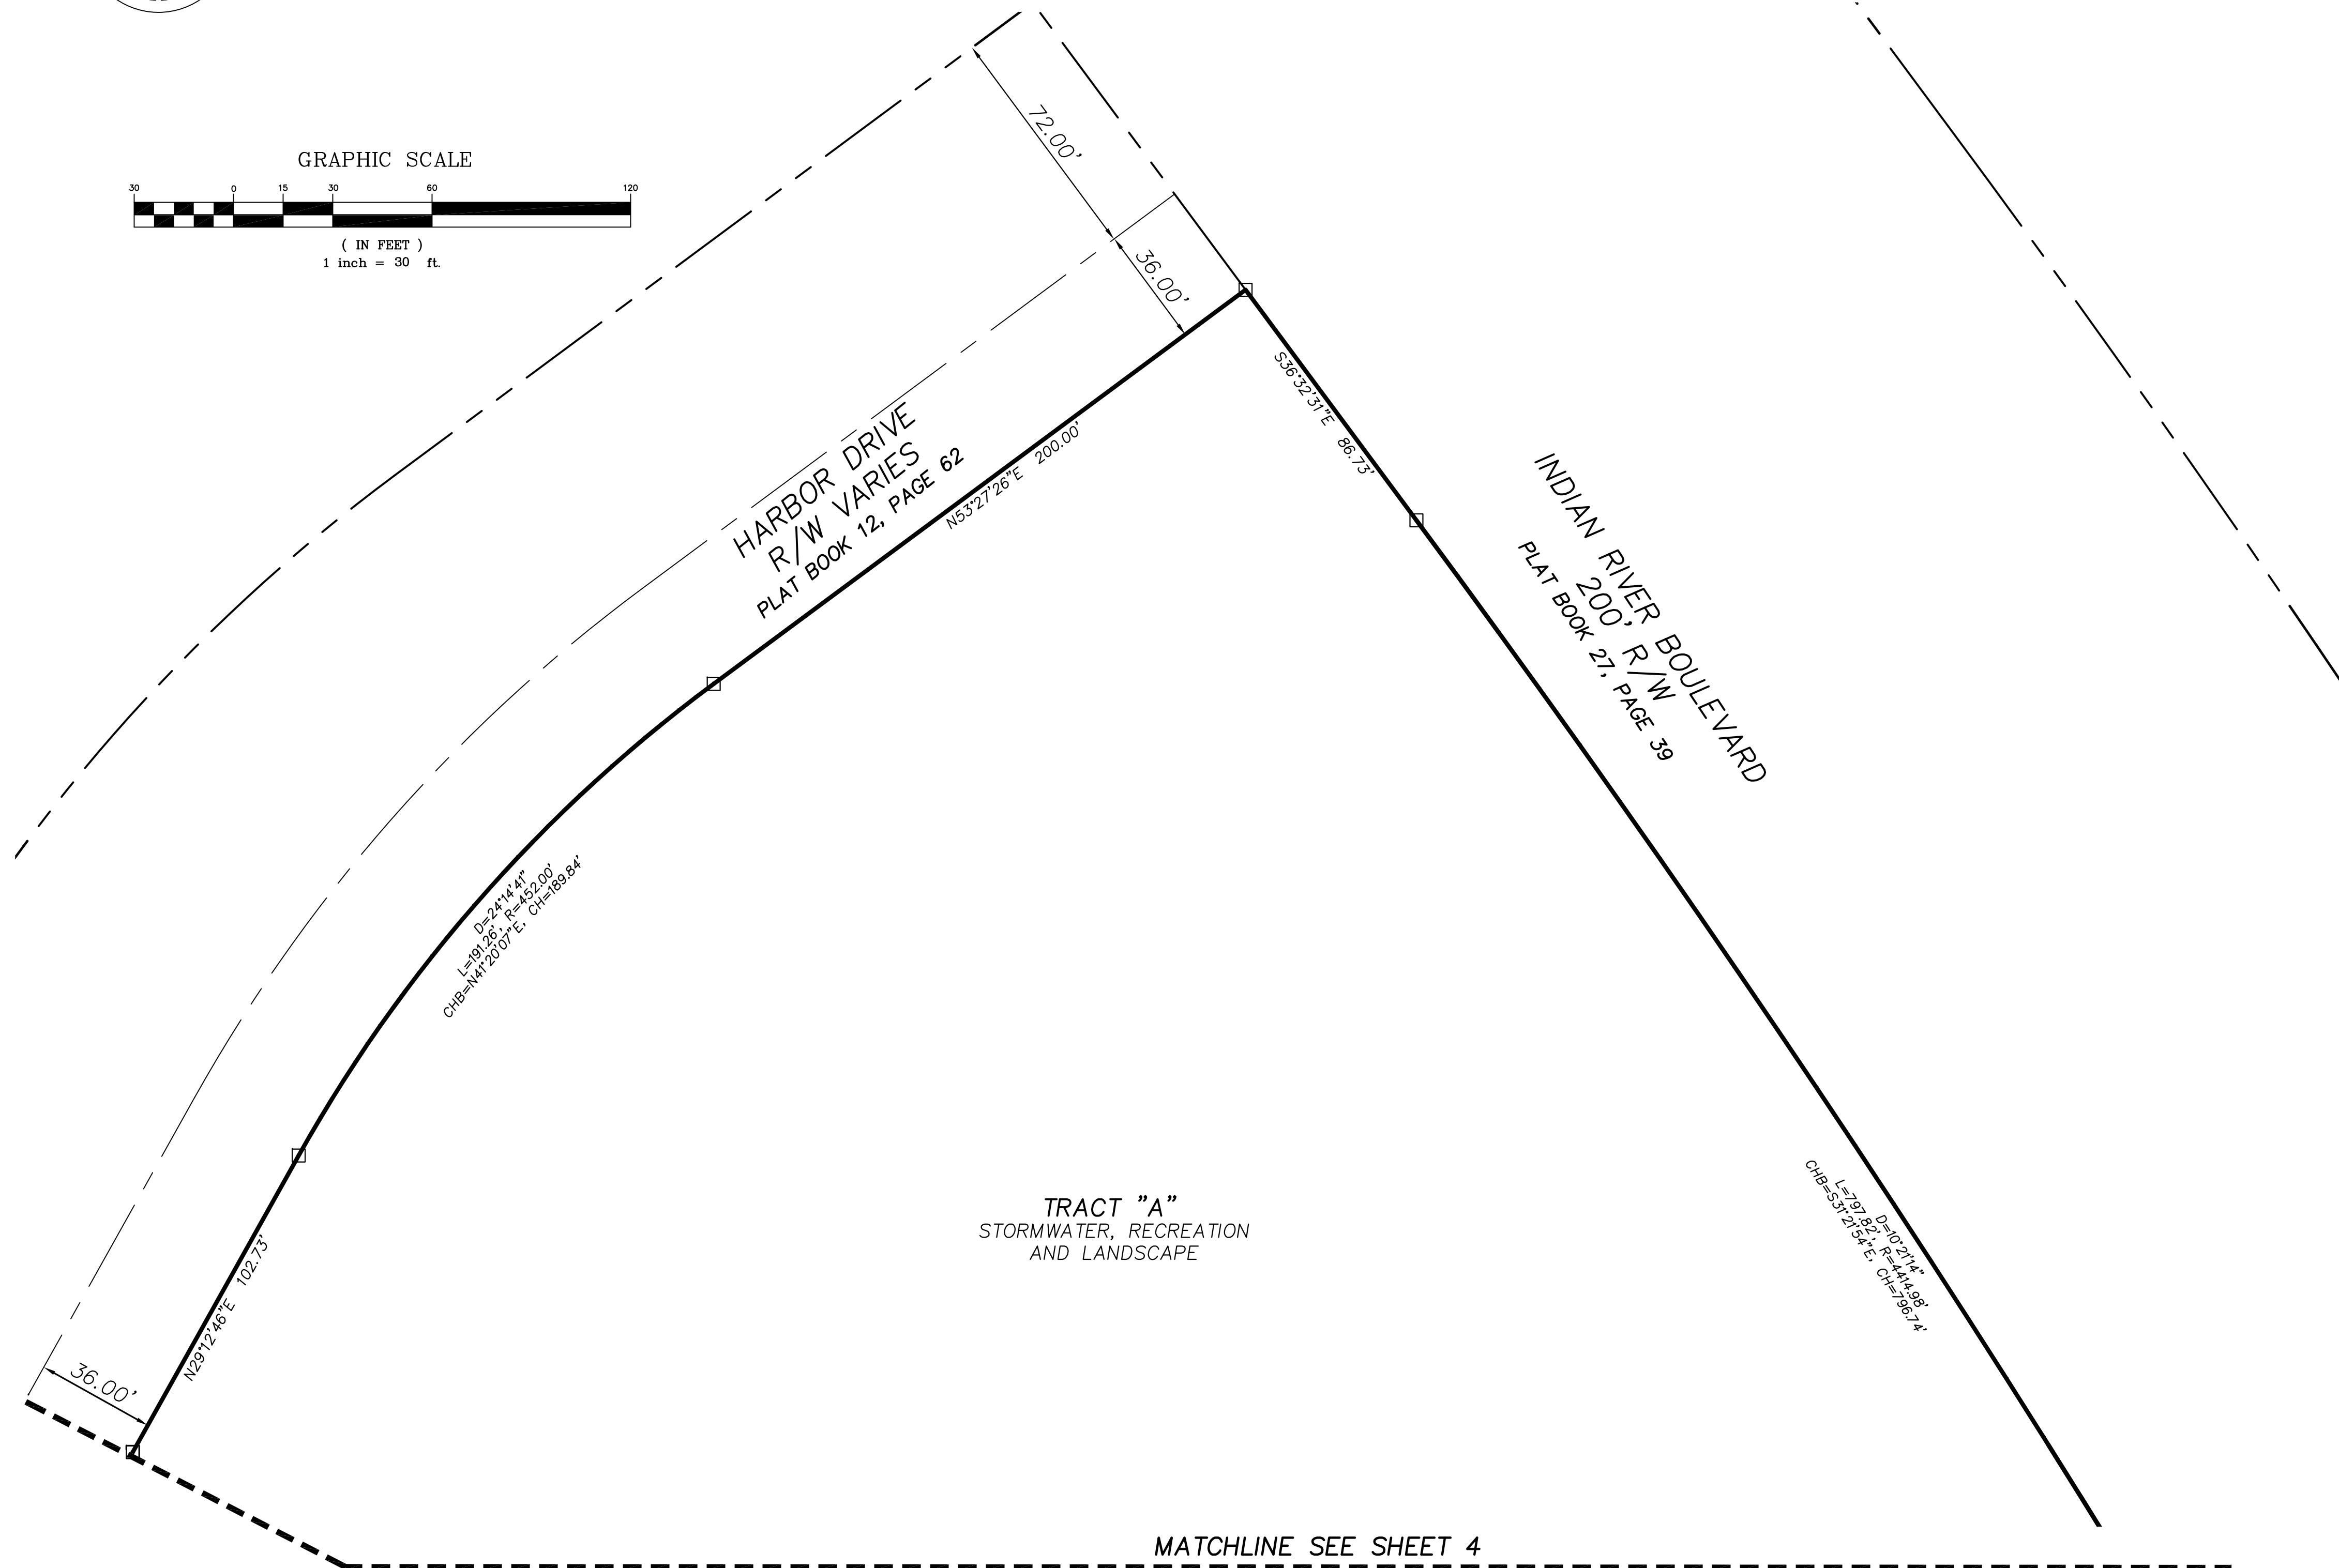 GRAPHIC SCALE
30 0 15 30 60 120
( IN FEET )
1 inch = 30 ft.
72.00'
36.00'
HARBOR DRIVE
R/W VARIES
PLAT BOOK 12, PAGE 62
N53°27'26"E 200.00'
S36°32'31"E 86.73'
INDIAN RIVER BOULEVARD
200' R/W
PLAT BOOK 27, PAGE 39
D=24°14'41"
L=191.26', R=452.00'
CHB=N41°20'07"E, CH=189.84'
N29°12'46"E 102.73'
36.00'
TRACT "A"
STORMWATER, RECREATION
AND LANDSCAPE
D=10°21'14"
L=797.82', R=4414.98'
CHB=S31°21'54"E, CH=796.74'
MATCHLINE SEE SHEET 4